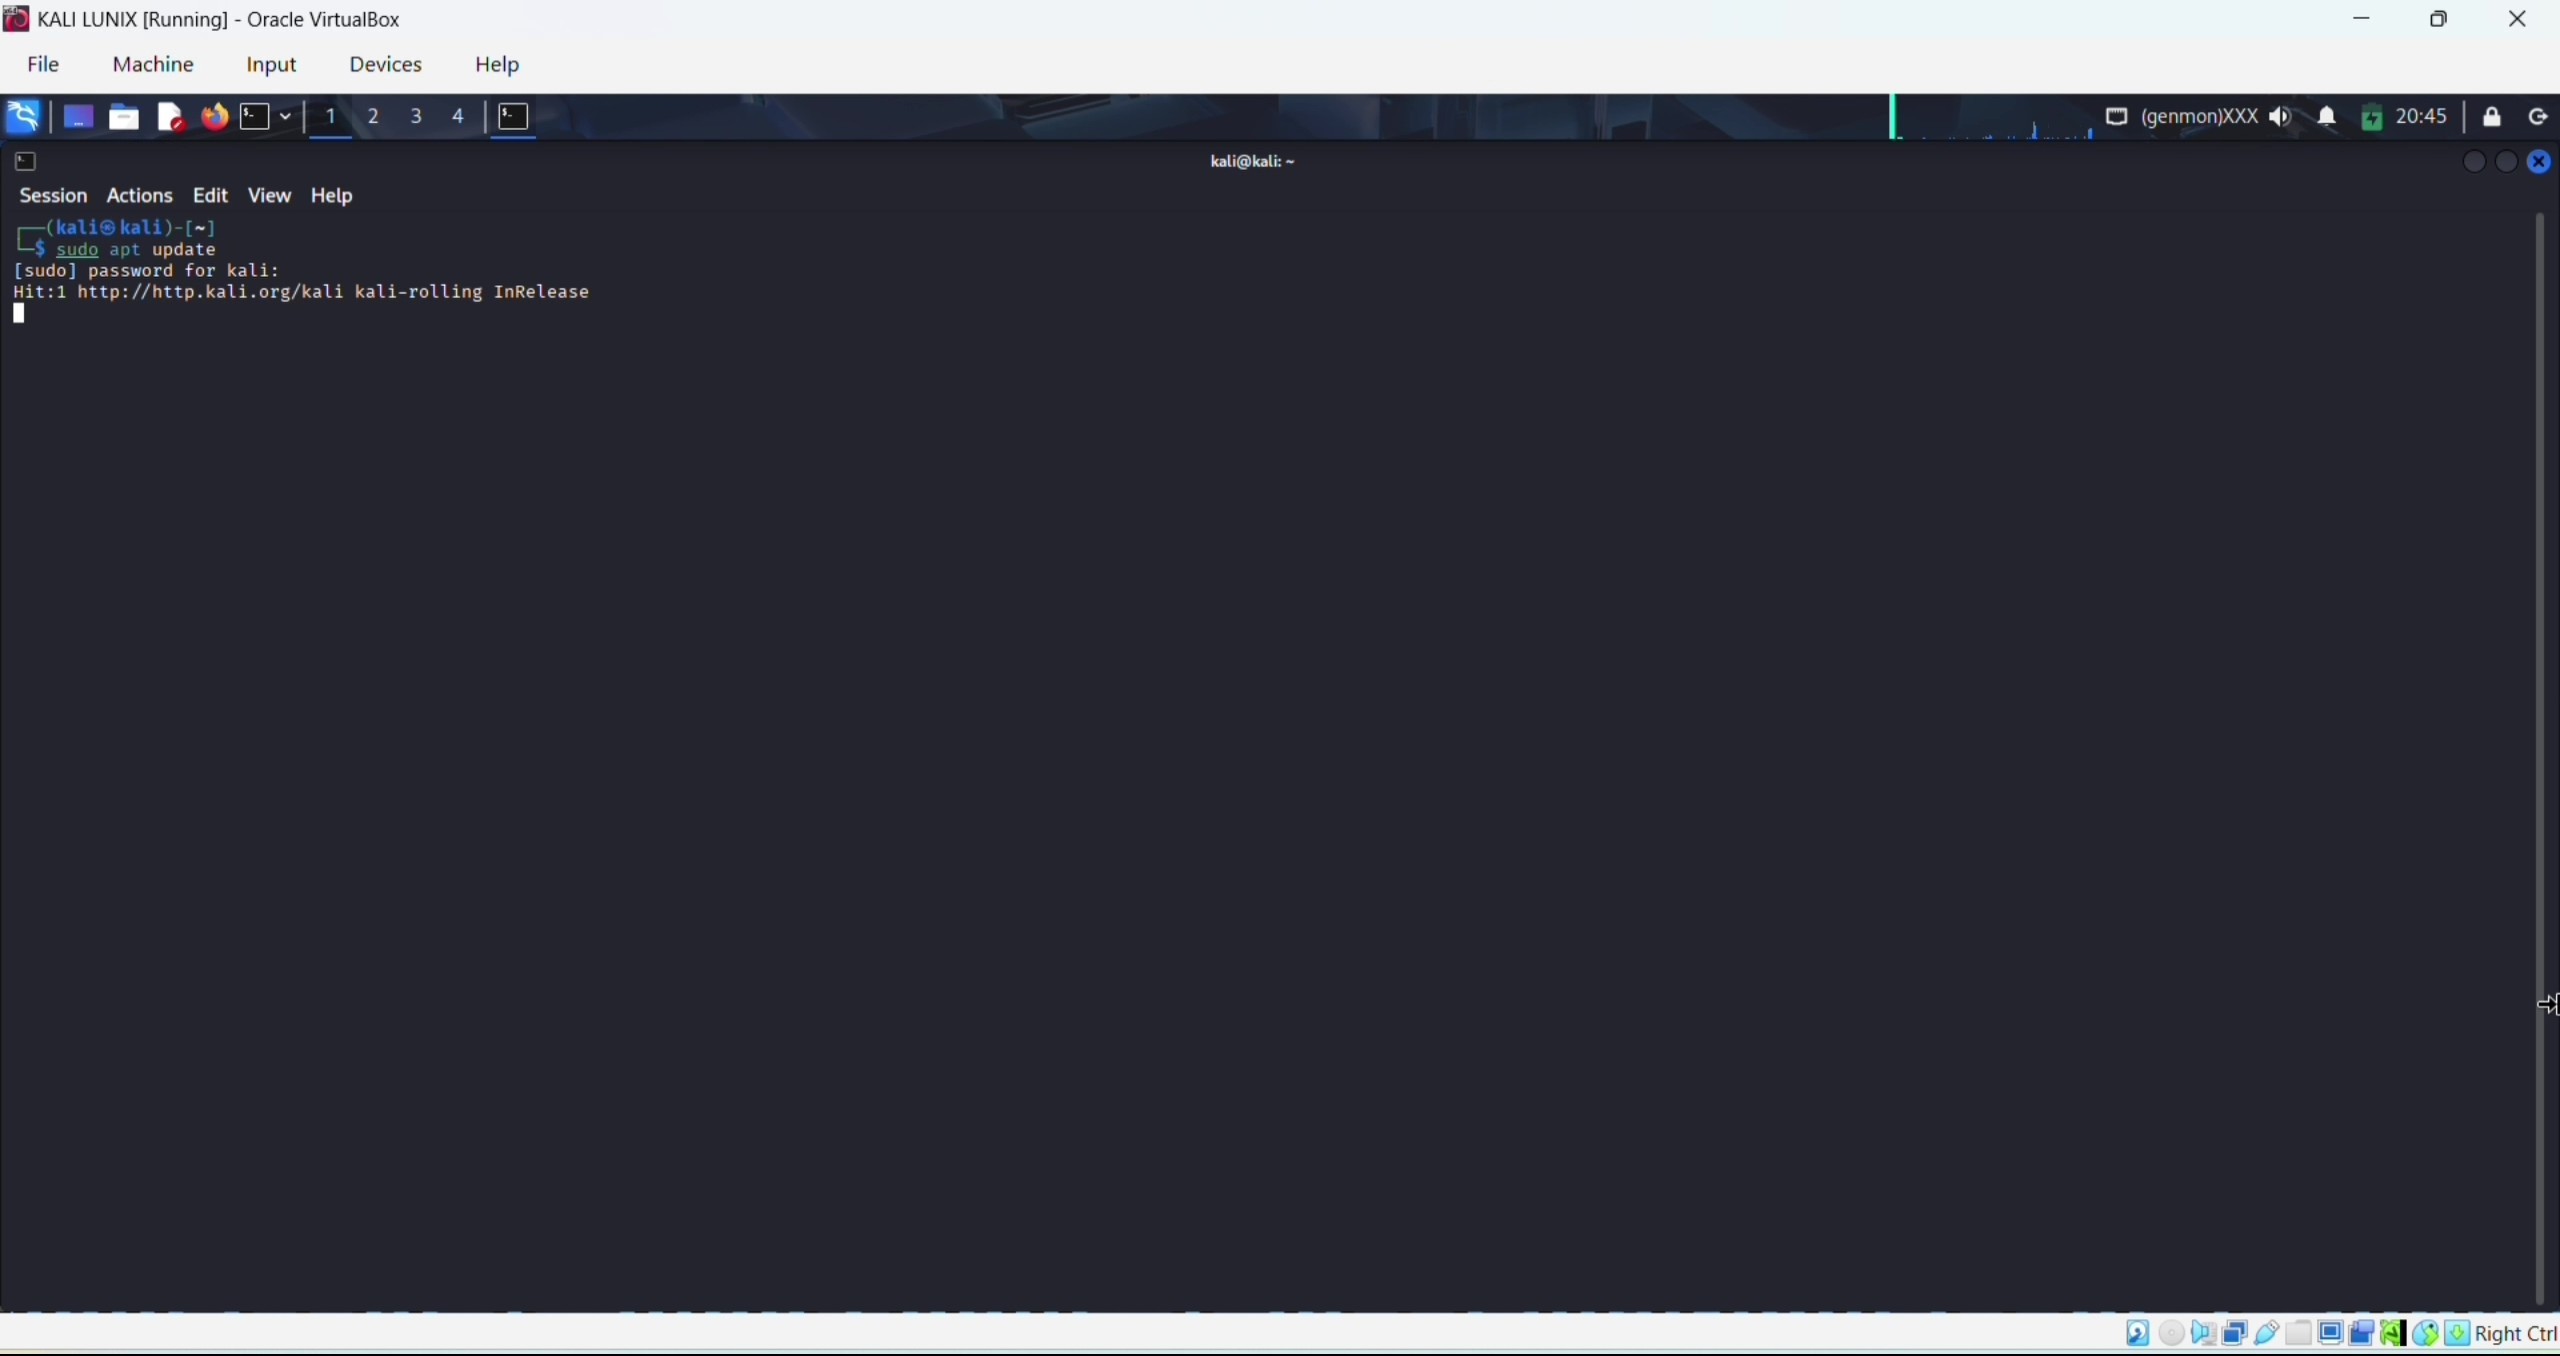 KALI LUNIX [Running] - Oracle VirtualBox
File Machine Input Devices Help
1 2 3 4 (genmon)XXX 20:45
kali@kali: ~
Session Actions Edit View Help
┌──(kali㉿kali)-[~]
└─$ sudo apt update
[sudo] password for kali:
Hit:1 http://http.kali.org/kali kali-rolling InRelease
Right Ctrl